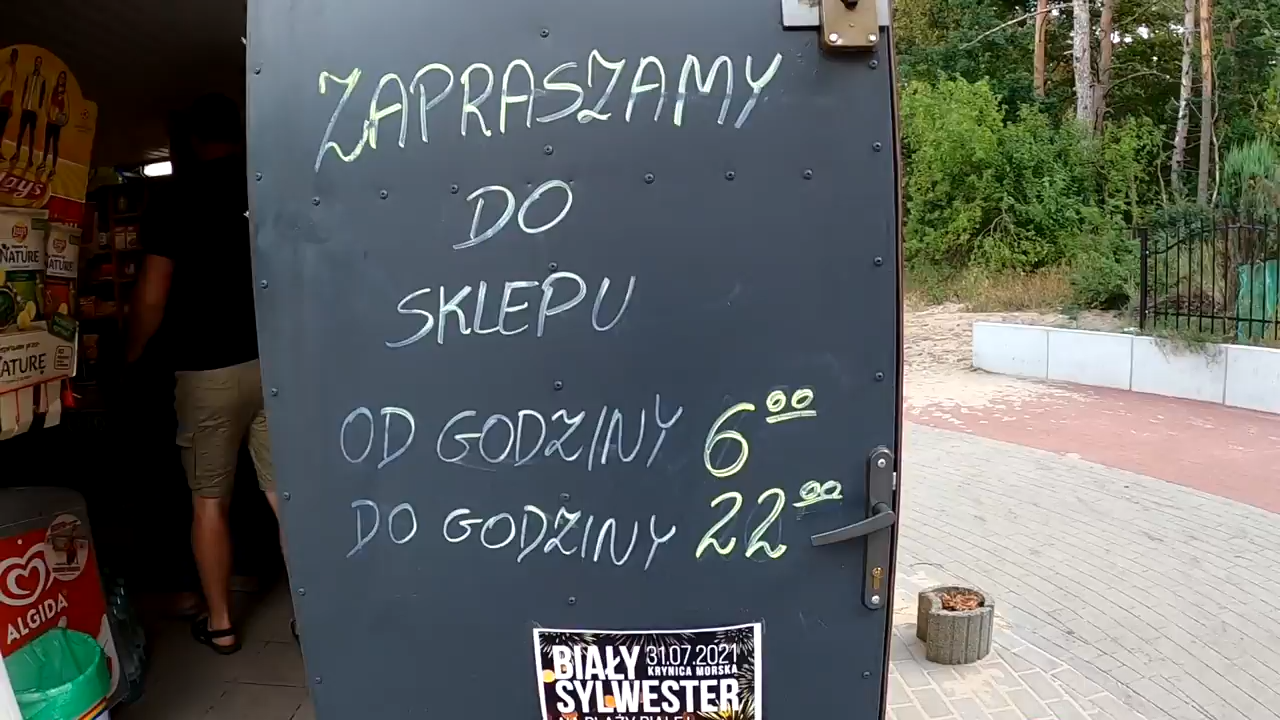 ZAPRASZAMY
DO
SKLEPU
OD GODZINY 6⁰⁰
DO GODZINY 22⁰⁰
BIAŁY 31.07.2021
KRYNICA MORSKA
SYLWESTER
Lay's
NATURE
NATURE
NATURE
ALGIDA